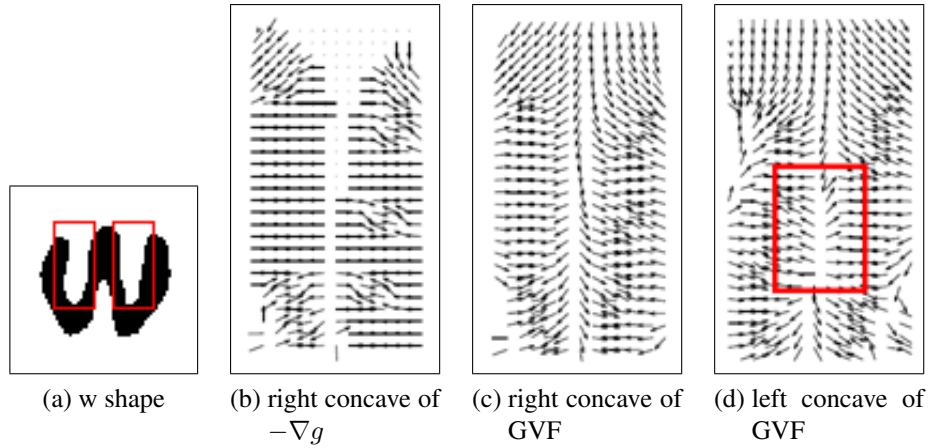 (a) w shape
(b) right concave of
−∇g
(c) right concave of
GVF
(d) left concave of
GVF